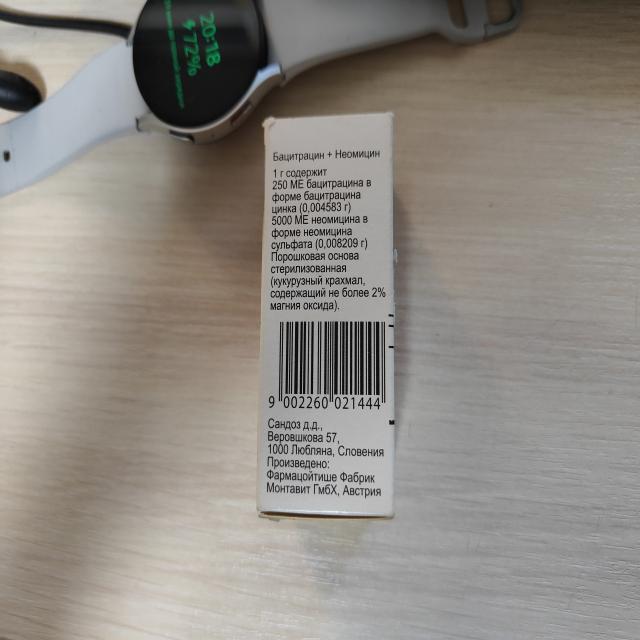 20:18
72%
Бацитрацин + Неомицин
1 г содержит
250 МЕ бацитрацина в
форме бацитрацина
цинка (0,004583 г)
5000 МЕ неомицина в
форме неомицина
сульфата (0,008209 г)
Порошковая основа
стерилизованная
(кукурузный крахмал,
содержащий не более 2%
магния оксида).
9 002260 021444
Сандоз д.д.,
Веровшкова 57,
1000 Любляна, Словения
Произведено:
Фармацойтише Фабрик
Монтавит ГмбХ, Австрия